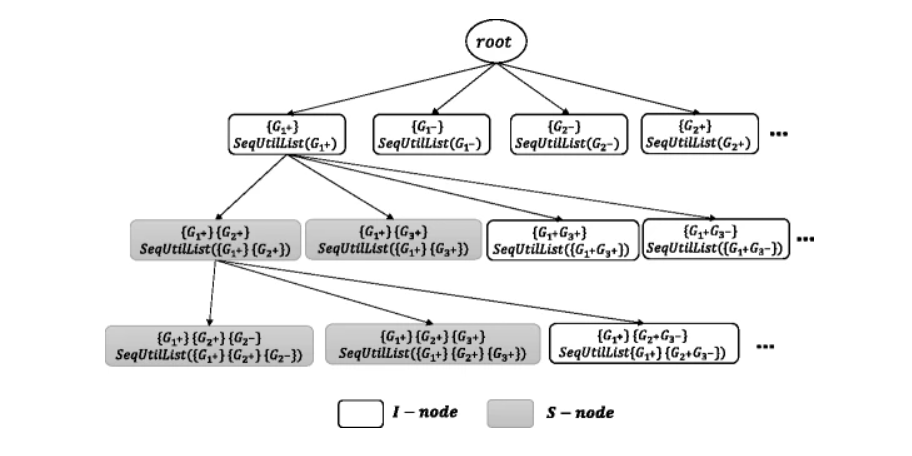 root
{G₁+}
SeqUtilList(G₁+)
{G₁−}
SeqUtilList(G₁−)
{G₂−}
SeqUtilList(G₂−)
{G₂+}
SeqUtilList(G₂+)
...
{G₁+} {G₂+}
SeqUtilList({G₁+} {G₂+})
{G₁+} {G₃+}
SeqUtilList({G₁+} {G₃+})
{G₁+G₃+}
SeqUtilList({G₁+G₃+})
{G₁+G₃−}
SeqUtilList({G₁+G₃−})
...
{G₁+} {G₂+} {G₂−}
SeqUtilList({G₁+} {G₂+} {G₂−})
{G₁+} {G₂+} {G₃+}
SeqUtilList({G₁+} {G₂+} {G₃+})
{G₁+} {G₂+G₃−}
SeqUtilList{G₁+} {G₂+G₃−})
...
I − node
S − node